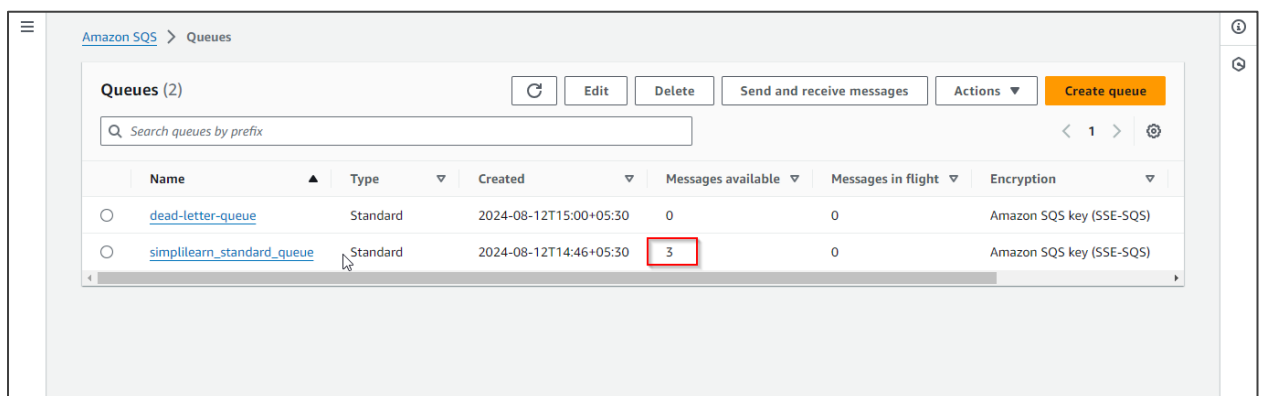 Amazon SQS > Queues
Queues (2)
Edit
Delete
Send and receive messages
Actions
Create queue
Search queues by prefix
1
Name Type Created Messages available Messages in flight Encryption
dead-letter-queue Standard 2024-08-12T15:00+05:30 0 0 Amazon SQS key (SSE-SQS)
simplilearn_standard_queue Standard 2024-08-12T14:46+05:30 3 0 Amazon SQS key (SSE-SQS)